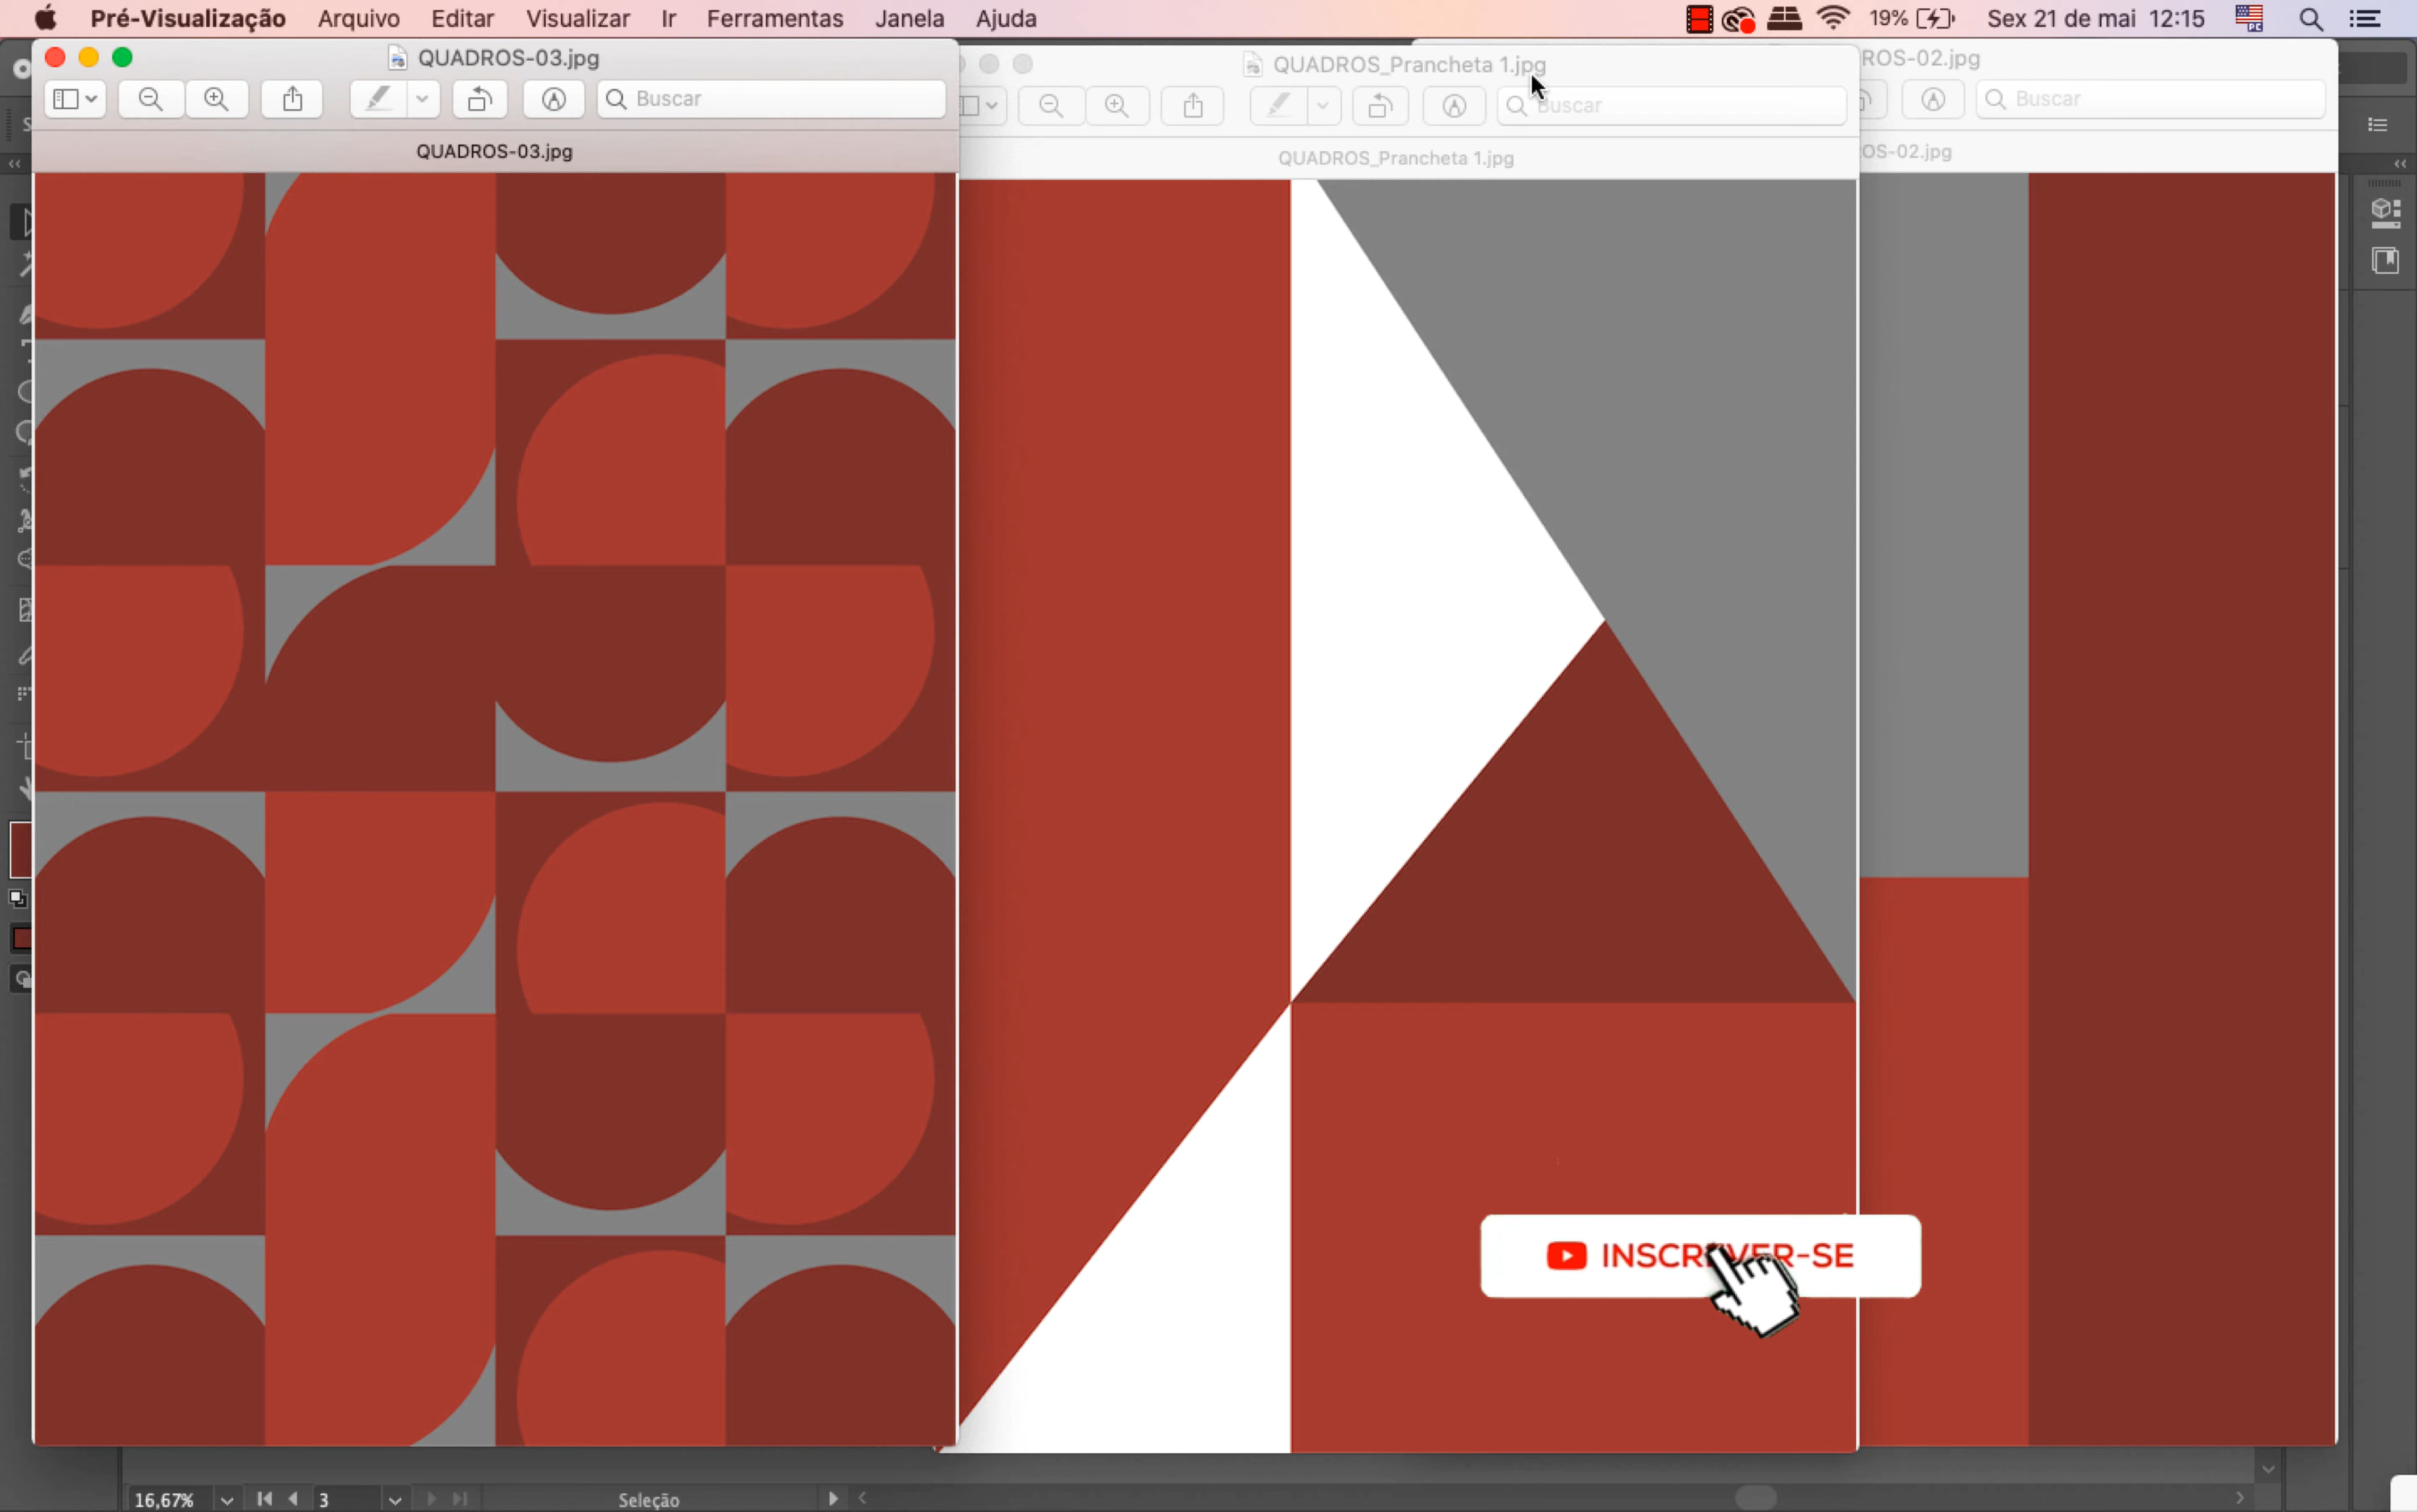 Pré-Visualização Arquivo Editar Visualizar Ir Ferramentas Janela Ajuda 19% Sex 21 de mai 12:15
QUADROS-03.jpg
Buscar
QUADROS-03.jpg
QUADROS_Prancheta 1.jpg
Buscar
QUADROS_Prancheta 1.jpg
ROS-02.jpg
Buscar
OS-02.jpg
INSCREVER-SE
16,67% 3 Seleção